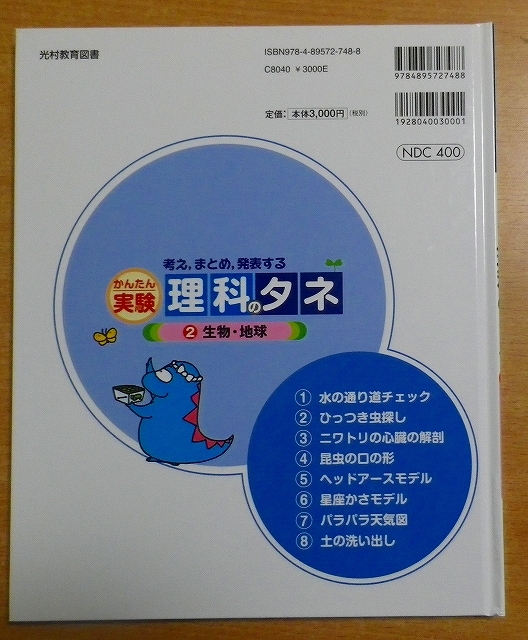 光村教育図書
ISBN978-4-89572-748-8
C8040 ¥3000E
定価：本体3,000円（税別）
9784895727488
1928040030001
NDC 400
考え，まとめ，発表する
かんたん
実験
理科のタネ
② 生物・地球
① 水の通り道チェック
② ひっつき虫探し
③ ニワトリの心臓の解剖
④ 昆虫の口の形
⑤ ヘッドアースモデル
⑥ 星座かさモデル
⑦ パラパラ天気図
⑧ 土の洗い出し